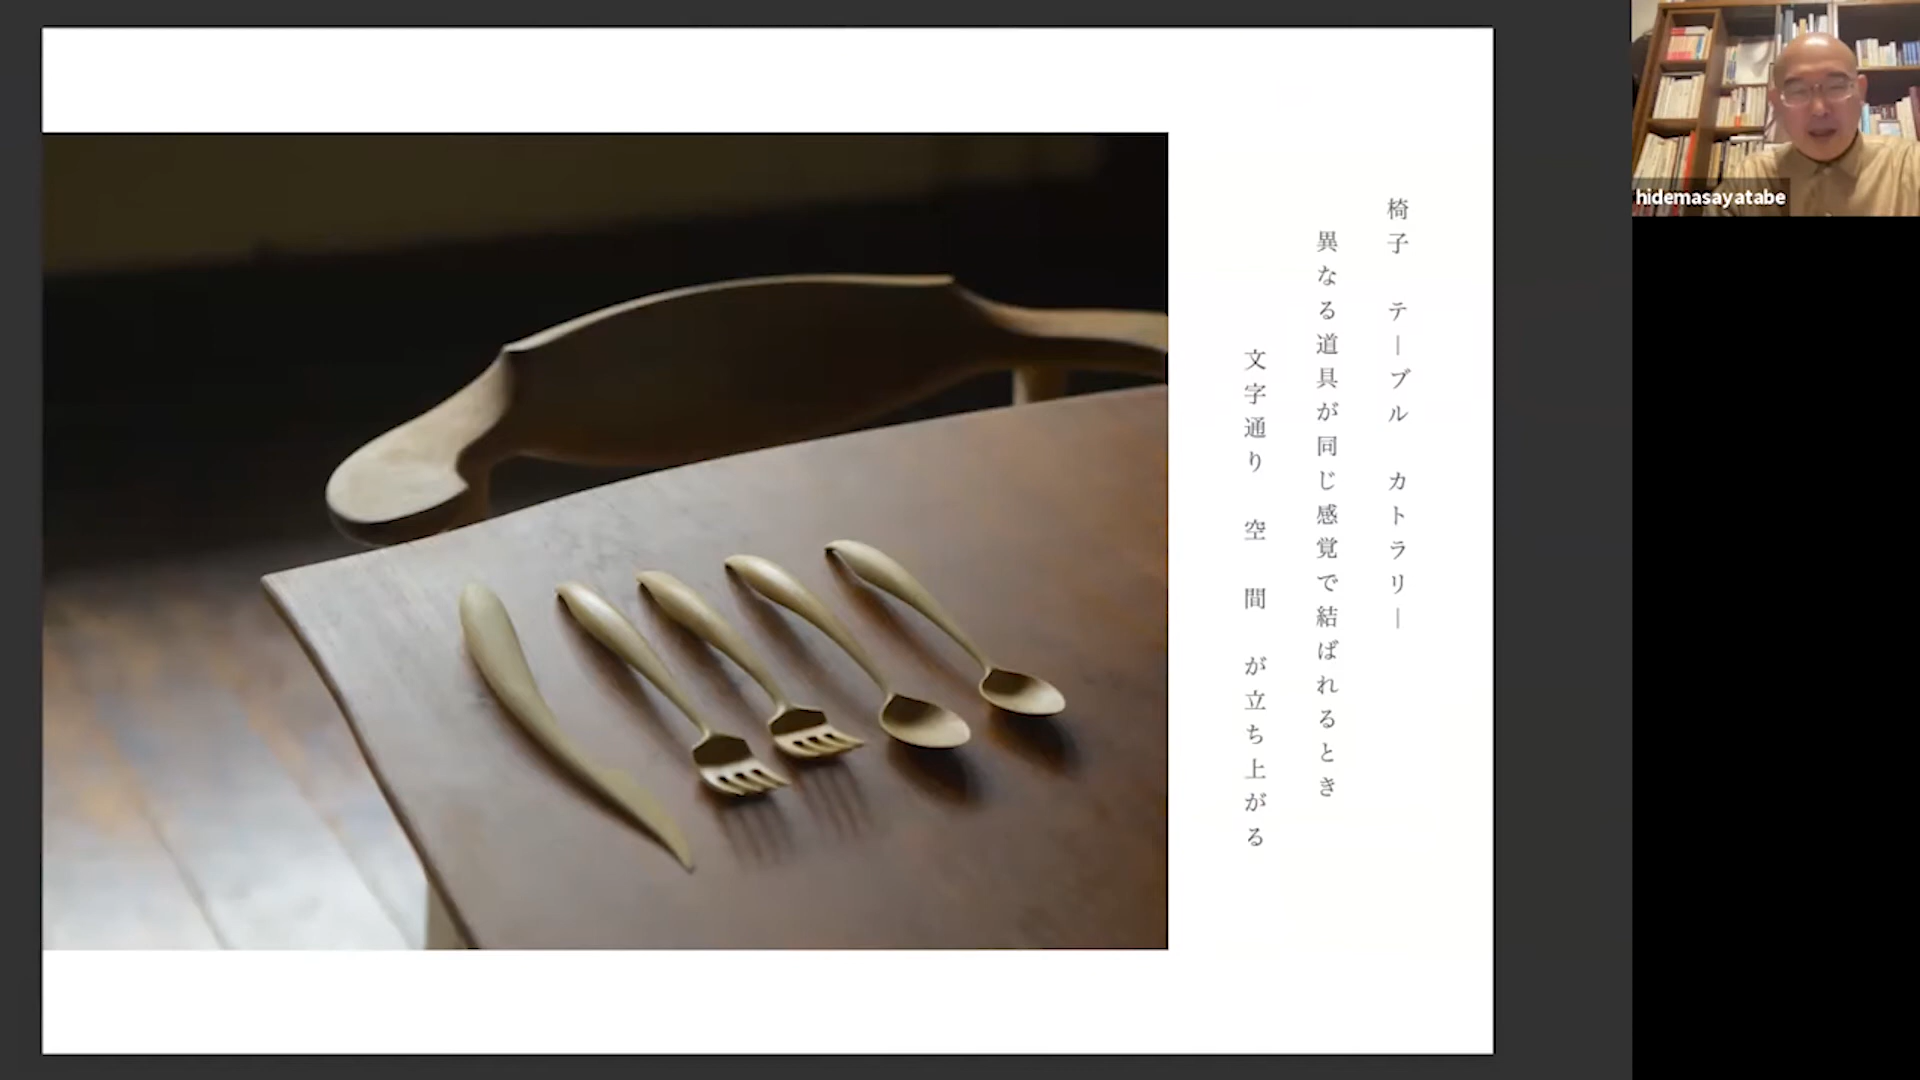 椅子　テーブル　カトラリー
異なる道具が同じ感覚で結ばれるとき
文字通り　空　間　が立ち上がる
hidemasayatabe